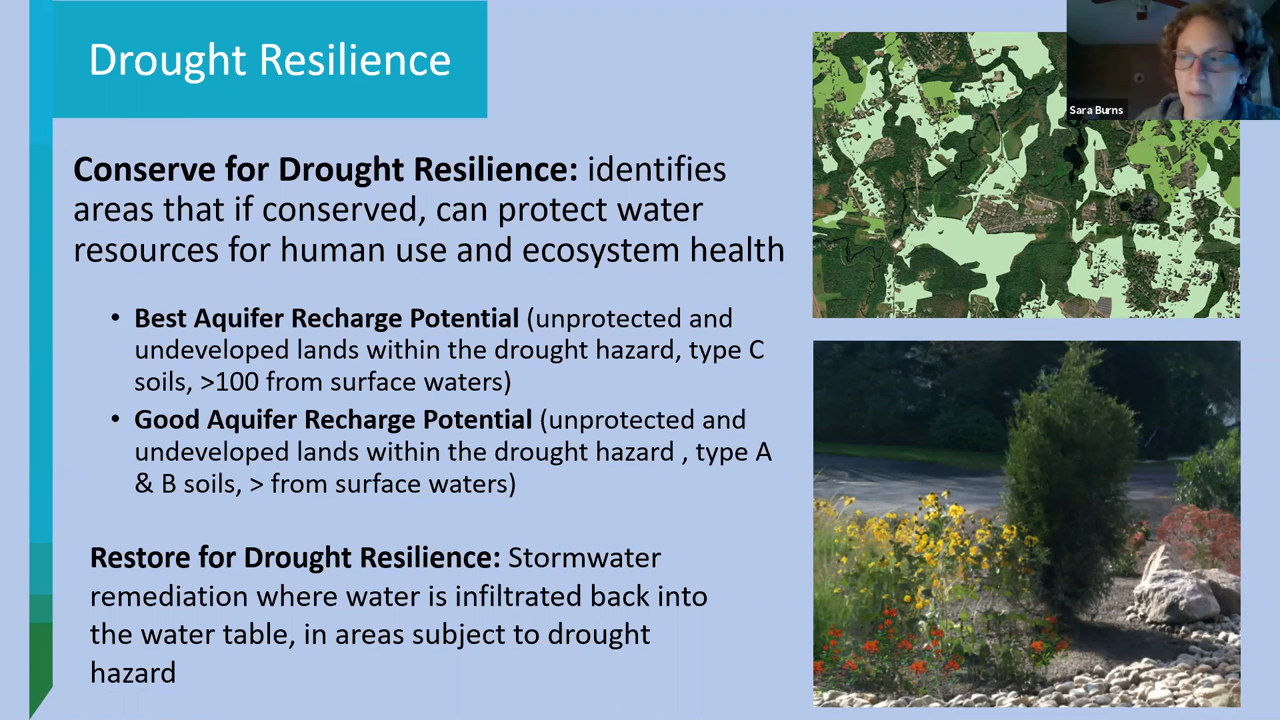 Drought Resilience
Sara Burns
Conserve for Drought Resilience: identifies
areas that if conserved, can protect water
resources for human use and ecosystem health
• Best Aquifer Recharge Potential (unprotected and
undeveloped lands within the drought hazard, type C
soils, >100 from surface waters)
• Good Aquifer Recharge Potential (unprotected and
undeveloped lands within the drought hazard , type A
& B soils, > from surface waters)
Restore for Drought Resilience: Stormwater
remediation where water is infiltrated back into
the water table, in areas subject to drought
hazard